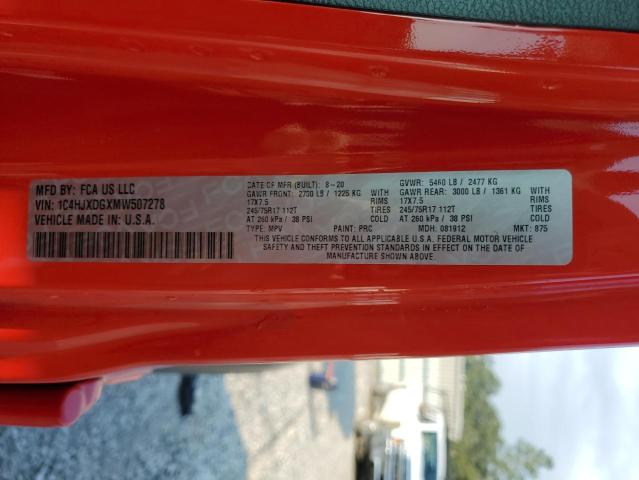 MFD BY: FCA US LLC
VIN: 1C4HJXDGXMW507278
VEHICLE MADE IN U.S.A.
DATE OF MFR (BUILT): 8-20
GAWR FRONT: 2700 LB / 1225 KG
17X7.5
245/75R17 112T TIRES
AT 260 kPa / 38 PSI COLD
TYPE: MPV PAINT: PRC
GVWR: 5460 LB / 2477 KG
GAWR REAR: 3000 LB / 1361 KG
17X7.5 RIMS
245/75R17 112T TIRES
AT 260 kPa / 38 PSI COLD
MDH: 081912 MKT: 875
THIS VEHICLE CONFORMS TO ALL APPLICABLE U.S.A. FEDERAL MOTOR VEHICLE
SAFETY AND THEFT PREVENTION STANDARDS IN EFFECT ON THE DATE OF
MANUFACTURE SHOWN ABOVE.